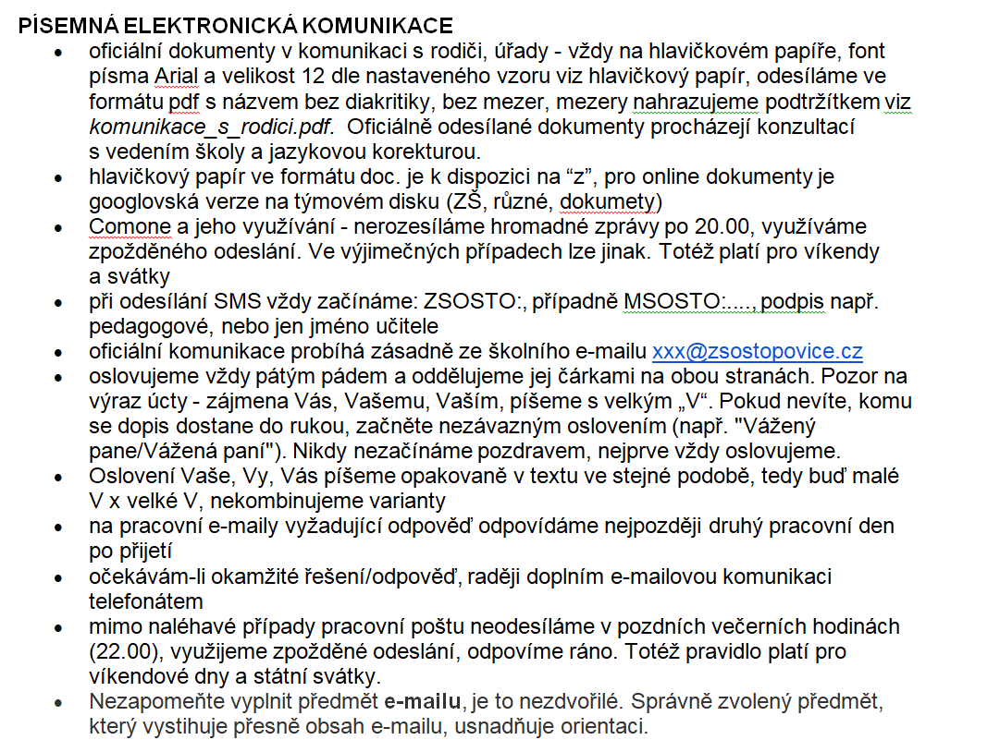 PÍSEMNÁ ELEKTRONICKÁ KOMUNIKACE
• oficiální dokumenty v komunikaci s rodiči, úřady - vždy na hlavičkovém papíře, font
písma Arial a velikost 12 dle nastaveného vzoru viz hlavičkový papír, odesíláme ve
formátu pdf s názvem bez diakritiky, bez mezer, mezery nahrazujeme podtržítkem viz
komunikace_s_rodici.pdf. Oficiálně odesílané dokumenty procházejí konzultací
s vedením školy a jazykovou korekturou.
• hlavičkový papír ve formátu doc. je k dispozici na “z”, pro online dokumenty je
googlovská verze na týmovém disku (ZŠ, různé, dokumety)
• Comone a jeho využívání - nerozesíláme hromadné zprávy po 20.00, využíváme
zpožděného odeslání. Ve výjimečných případech lze jinak. Totéž platí pro víkendy
a svátky
• při odesílání SMS vždy začínáme: ZSOSTO:, případně MSOSTO:...., podpis např.
pedagogové, nebo jen jméno učitele
• oficiální komunikace probíhá zásadně ze školního e-mailu xxx@zsostopovice.cz
• oslovujeme vždy pátým pádem a oddělujeme jej čárkami na obou stranách. Pozor na
výraz úcty - zájmena Vás, Vašemu, Vaším, píšeme s velkým „V“. Pokud nevíte, komu
se dopis dostane do rukou, začněte nezávazným oslovením (např. "Vážený
pane/Vážená paní"). Nikdy nezačínáme pozdravem, nejprve vždy oslovujeme.
• Oslovení Vaše, Vy, Vás píšeme opakovaně v textu ve stejné podobě, tedy buď malé
V x velké V, nekombinujeme varianty
• na pracovní e-maily vyžadující odpověď odpovídáme nejpozději druhý pracovní den
po přijetí
• očekávám-li okamžité řešení/odpověď, raději doplním e-mailovou komunikaci
telefonátem
• mimo naléhavé případy pracovní poštu neodesíláme v pozdních večerních hodinách
(22.00), využijeme zpožděné odeslání, odpovíme ráno. Totéž pravidlo platí pro
víkendové dny a státní svátky.
• Nezapomeňte vyplnit předmět e-mailu, je to nezdvořilé. Správně zvolený předmět,
který vystihuje přesně obsah e-mailu, usnadňuje orientaci.